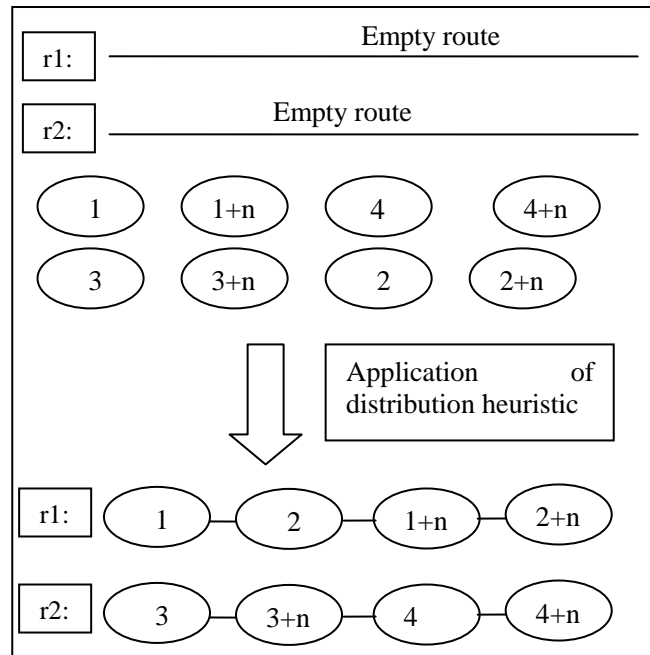 r1: Empty route
r2: Empty route
1 1+n 4 4+n
3 3+n 2 2+n
Application of
distribution heuristic
r1: 1 2 1+n 2+n
r2: 3 3+n 4 4+n